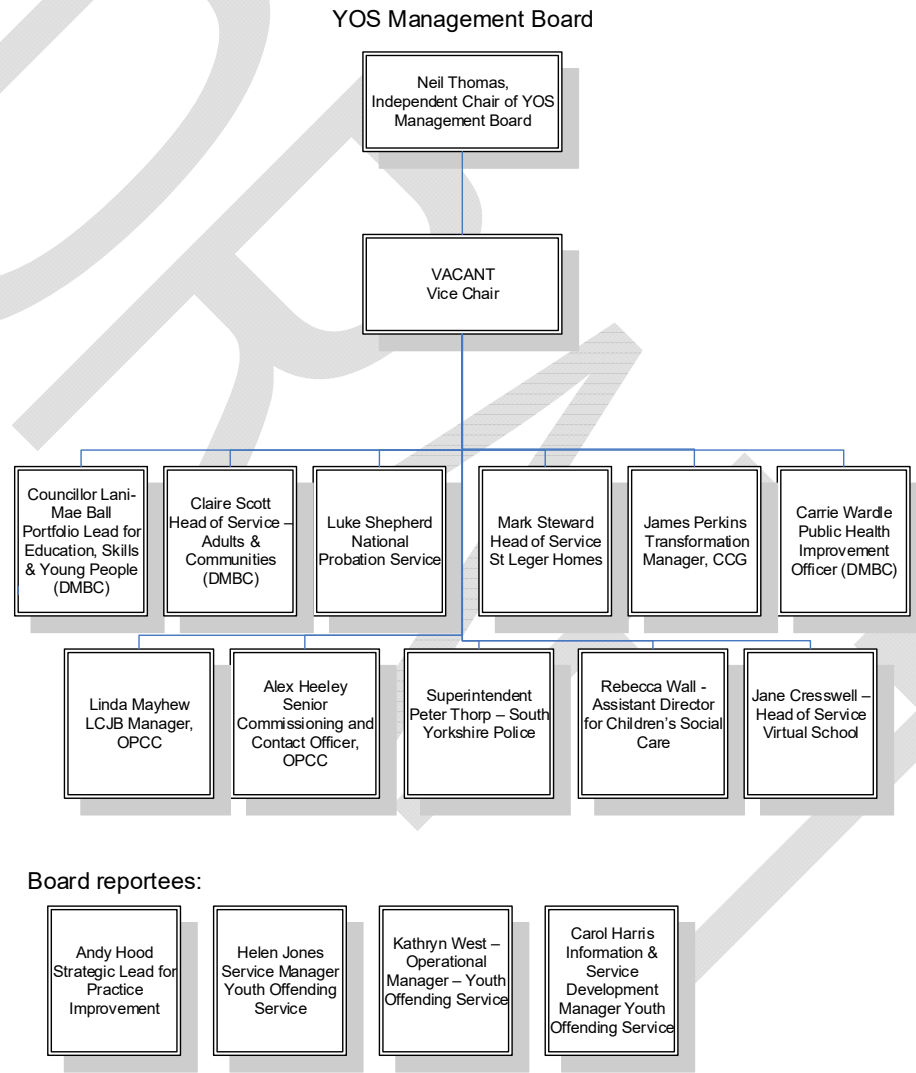 YOS Management Board
Neil Thomas,
Independent Chair of YOS
Management Board
VACANT
Vice Chair
Councillor Lani-
Mae Ball
Portfolio Lead for
Education, Skills
& Young People
(DMBC)
Claire Scott
Head of Service –
Adults &
Communities
(DMBC)
Luke Shepherd
National
Probation Service
Mark Steward
Head of Service
St Leger Homes
James Perkins
Transformation
Manager, CCG
Carrie Wardle
Public Health
Improvement
Officer (DMBC)
Linda Mayhew
LCJB Manager,
OPCC
Alex Heeley
Senior
Commissioning and
Contact Officer,
OPCC
Superintendent
Peter Thorp – South
Yorkshire Police
Rebecca Wall -
Assistant Director
for Children’s Social
Care
Jane Cresswell –
Head of Service
Virtual School
Board reportees:
Andy Hood
Strategic Lead for
Practice
Improvement
Helen Jones
Service Manager
Youth Offending
Service
Kathryn West –
Operational
Manager – Youth
Offending Service
Carol Harris
Information &
Service
Development
Manager Youth
Offending Service